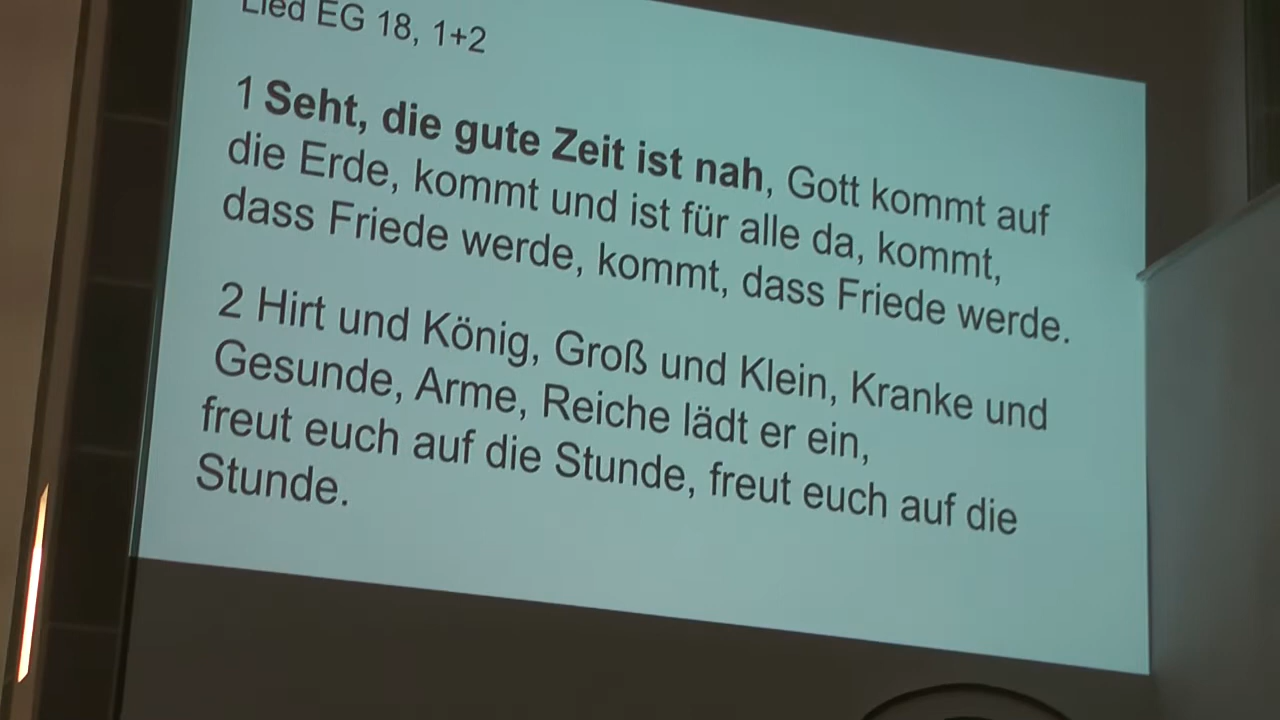 Lied EG 18, 1+2
1 Seht, die gute Zeit ist nah, Gott kommt auf
die Erde, kommt und ist für alle da, kommt,
dass Friede werde, kommt, dass Friede werde.
2 Hirt und König, Groß und Klein, Kranke und
Gesunde, Arme, Reiche lädt er ein,
freut euch auf die Stunde, freut euch auf die
Stunde.